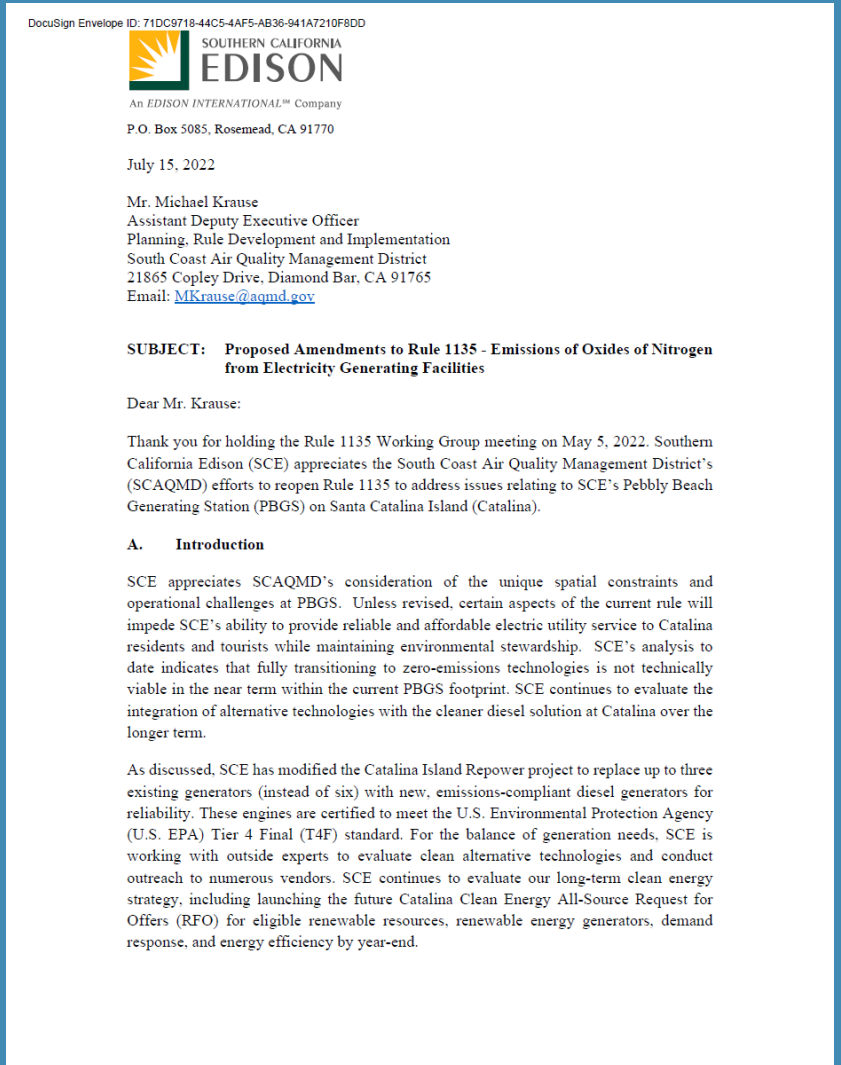 DocuSign Envelope ID: 71DC9718-44C5-4AF5-AB36-941A7210F8DD
SOUTHERN CALIFORNIA
EDISON
An EDISON INTERNATIONAL℠ Company
P.O. Box 5085, Rosemead, CA 91770
July 15, 2022
Mr. Michael Krause
Assistant Deputy Executive Officer
Planning, Rule Development and Implementation
South Coast Air Quality Management District
21865 Copley Drive, Diamond Bar, CA 91765
Email: MKrause@aqmd.gov
SUBJECT: Proposed Amendments to Rule 1135 - Emissions of Oxides of Nitrogen
from Electricity Generating Facilities
Dear Mr. Krause:
Thank you for holding the Rule 1135 Working Group meeting on May 5, 2022. Southern
California Edison (SCE) appreciates the South Coast Air Quality Management District's
(SCAQMD) efforts to reopen Rule 1135 to address issues relating to SCE's Pebbly Beach
Generating Station (PBGS) on Santa Catalina Island (Catalina).
A. Introduction
SCE appreciates SCAQMD's consideration of the unique spatial constraints and
operational challenges at PBGS. Unless revised, certain aspects of the current rule will
impede SCE's ability to provide reliable and affordable electric utility service to Catalina
residents and tourists while maintaining environmental stewardship. SCE's analysis to
date indicates that fully transitioning to zero-emissions technologies is not technically
viable in the near term within the current PBGS footprint. SCE continues to evaluate the
integration of alternative technologies with the cleaner diesel solution at Catalina over the
longer term.
As discussed, SCE has modified the Catalina Island Repower project to replace up to three
existing generators (instead of six) with new, emissions-compliant diesel generators for
reliability. These engines are certified to meet the U.S. Environmental Protection Agency
(U.S. EPA) Tier 4 Final (T4F) standard. For the balance of generation needs, SCE is
working with outside experts to evaluate clean alternative technologies and conduct
outreach to numerous vendors. SCE continues to evaluate our long-term clean energy
strategy, including launching the future Catalina Clean Energy All-Source Request for
Offers (RFO) for eligible renewable resources, renewable energy generators, demand
response, and energy efficiency by year-end.